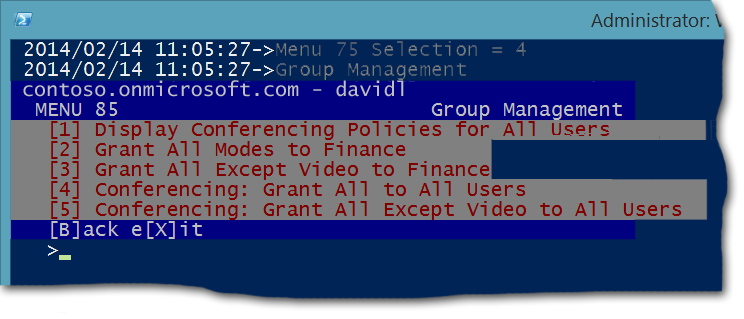 Administrator:
2014/02/14 11:05:27->Menu 75 Selection = 4
2014/02/14 11:05:27->Group Management
contoso.onmicrosoft.com - davidl
MENU 85 Group Management
[1] Display Conferencing Policies for All Users
[2] Grant All Modes to Finance
[3] Grant All Except Video to Finance
[4] Conferencing: Grant All to All Users
[5] Conferencing: Grant All Except Video to All Users
[B]ack e[X]it
>_